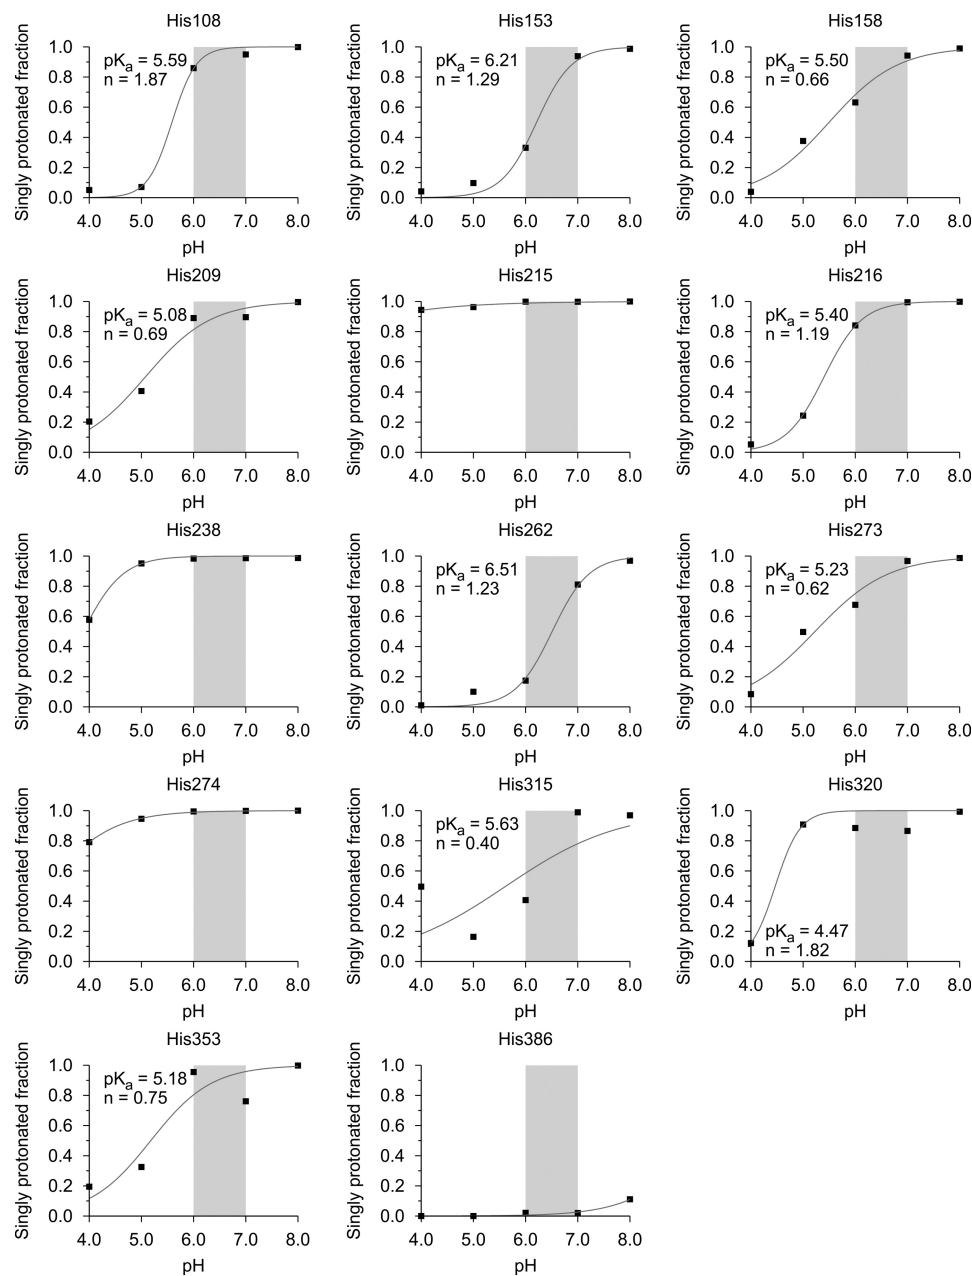 His108
Singly protonated fraction
1.0
0.8
0.6
0.4
0.2
0.0
pKa = 5.59
n = 1.87
4.0 5.0 6.0 7.0 8.0
pH
His153
Singly protonated fraction
1.0
0.8
0.6
0.4
0.2
0.0
pKa = 6.21
n = 1.29
4.0 5.0 6.0 7.0 8.0
pH
His158
Singly protonated fraction
1.0
0.8
0.6
0.4
0.2
0.0
pKa = 5.50
n = 0.66
4.0 5.0 6.0 7.0 8.0
pH
His209
Singly protonated fraction
1.0
0.8
0.6
0.4
0.2
0.0
pKa = 5.08
n = 0.69
4.0 5.0 6.0 7.0 8.0
pH
His215
Singly protonated fraction
1.0
0.8
0.6
0.4
0.2
0.0
4.0 5.0 6.0 7.0 8.0
pH
His216
Singly protonated fraction
1.0
0.8
0.6
0.4
0.2
0.0
pKa = 5.40
n = 1.19
4.0 5.0 6.0 7.0 8.0
pH
His238
Singly protonated fraction
1.0
0.8
0.6
0.4
0.2
0.0
4.0 5.0 6.0 7.0 8.0
pH
His262
Singly protonated fraction
1.0
0.8
0.6
0.4
0.2
0.0
pKa = 6.51
n = 1.23
4.0 5.0 6.0 7.0 8.0
pH
His273
Singly protonated fraction
1.0
0.8
0.6
0.4
0.2
0.0
pKa = 5.23
n = 0.62
4.0 5.0 6.0 7.0 8.0
pH
His274
Singly protonated fraction
1.0
0.8
0.6
0.4
0.2
0.0
4.0 5.0 6.0 7.0 8.0
pH
His315
Singly protonated fraction
1.0
0.8
0.6
0.4
0.2
0.0
pKa = 5.63
n = 0.40
4.0 5.0 6.0 7.0 8.0
pH
His320
Singly protonated fraction
1.0
0.8
0.6
0.4
0.2
0.0
pKa = 4.47
n = 1.82
4.0 5.0 6.0 7.0 8.0
pH
His353
Singly protonated fraction
1.0
0.8
0.6
0.4
0.2
0.0
pKa = 5.18
n = 0.75
4.0 5.0 6.0 7.0 8.0
pH
His386
Singly protonated fraction
1.0
0.8
0.6
0.4
0.2
0.0
4.0 5.0 6.0 7.0 8.0
pH